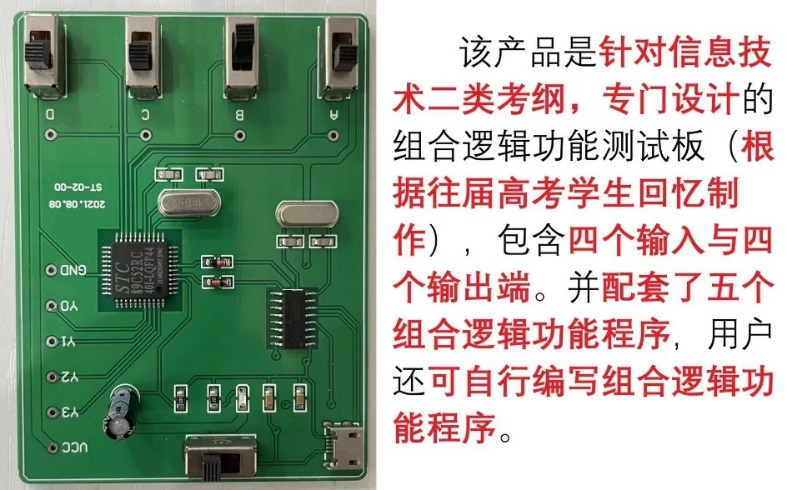 D
C
B
A
2021.08.08
ST-02-00
STC
89C52RC
GND
Y0
Y1
Y2
Y3
VCC
该产品是针对信息技
术二类考纲，专门设计的
组合逻辑功能测试板（根
据往届高考学生回忆制
作），包含四个输入与四
个输出端。并配套了五个
组合逻辑功能程序，用户
还可自行编写组合逻辑功
能程序。